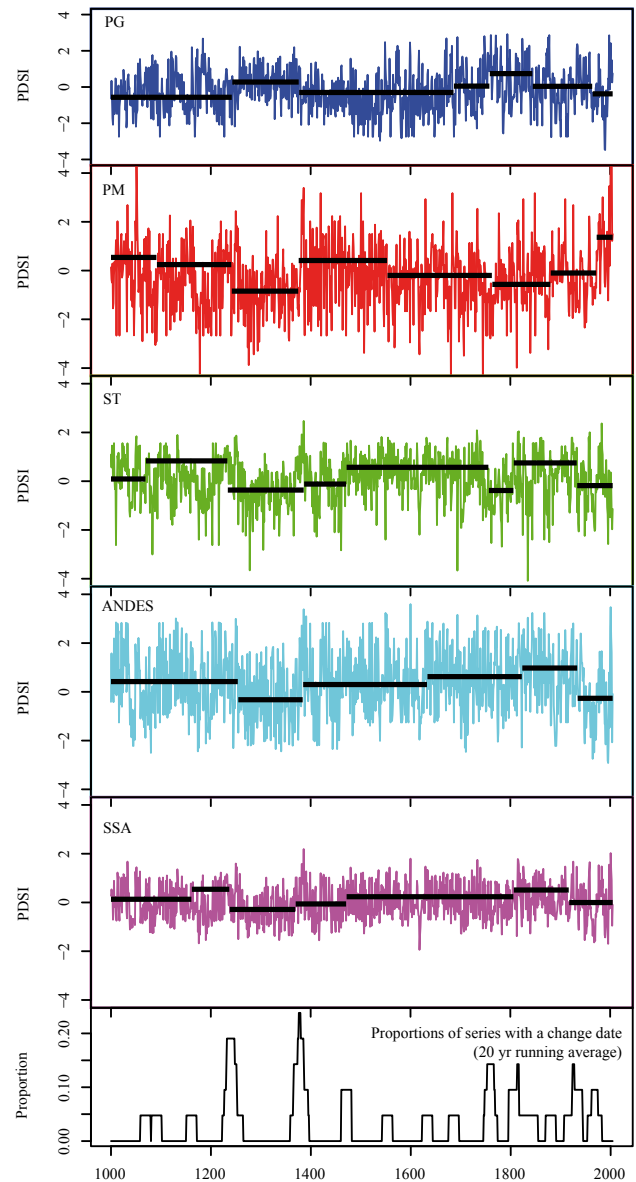 PG
PDSI
4
2
0
−2
−4
PM
PDSI
4
2
0
−2
−4
ST
PDSI
4
2
0
−2
−4
ANDES
PDSI
4
2
0
−2
−4
SSA
PDSI
4
2
0
−2
−4
Proportions of series with a change date
(20 yr running average)
Proportion
0.20
0.10
0.00
1000 1200 1400 1600 1800 2000